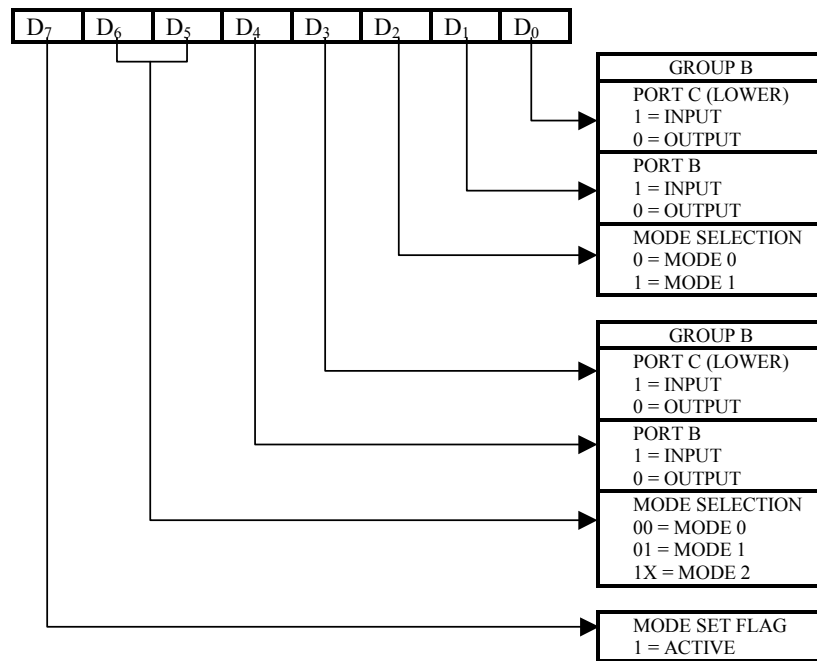 D₇ D₆ D₅ D₄ D₃ D₂ D₁ D₀
GROUP B
PORT C (LOWER)
1 = INPUT
0 = OUTPUT
PORT B
1 = INPUT
0 = OUTPUT
MODE SELECTION
0 = MODE 0
1 = MODE 1
GROUP B
PORT C (LOWER)
1 = INPUT
0 = OUTPUT
PORT B
1 = INPUT
0 = OUTPUT
MODE SELECTION
00 = MODE 0
01 = MODE 1
1X = MODE 2
MODE SET FLAG
1 = ACTIVE